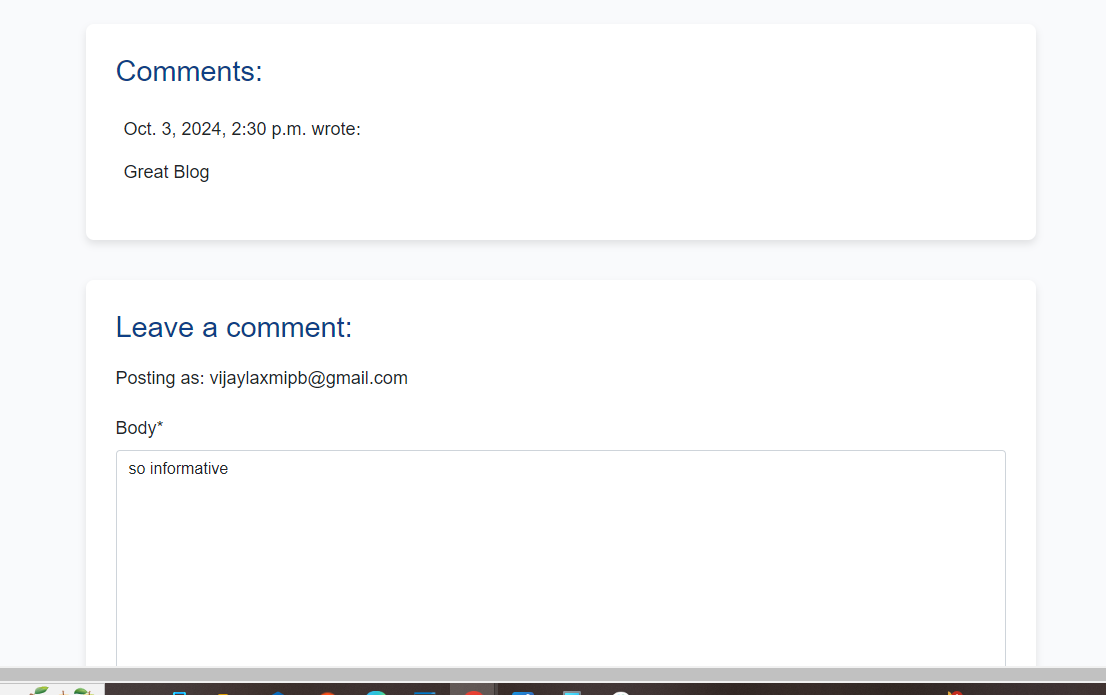 Comments:
Oct. 3, 2024, 2:30 p.m. wrote:
Great Blog
Leave a comment:
Posting as: vijaylaxmipb@gmail.com
Body*
so informative